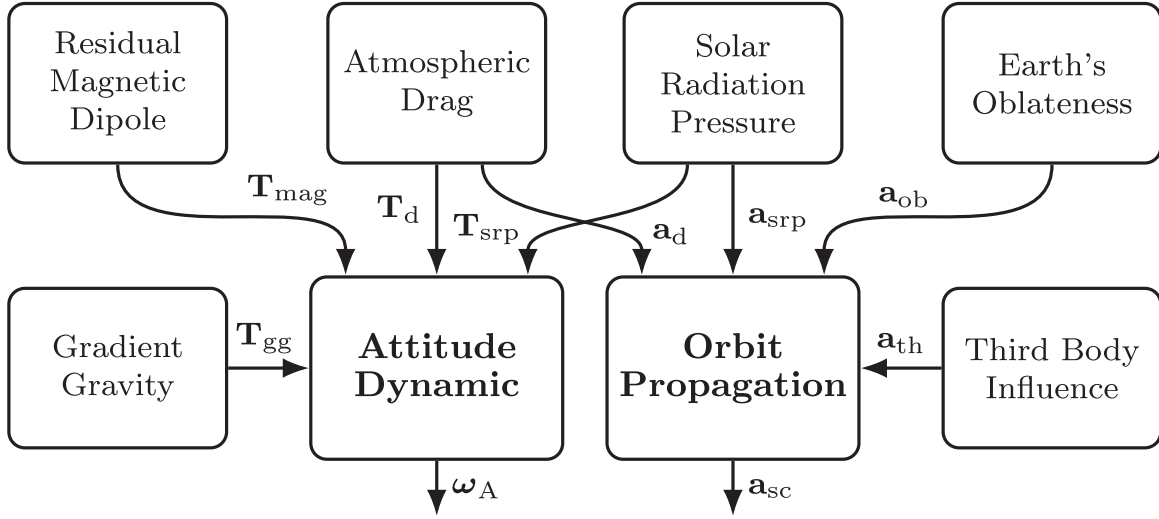 Residual
Magnetic
Dipole
Atmospheric
Drag
Solar
Radiation
Pressure
Earth's
Oblateness
T_mag
T_d
T_srp
a_d
a_srp
a_ob
Gradient
Gravity
T_gg
Attitude
Dynamic
Orbit
Propagation
a_th
Third Body
Influence
ω_A
a_sc